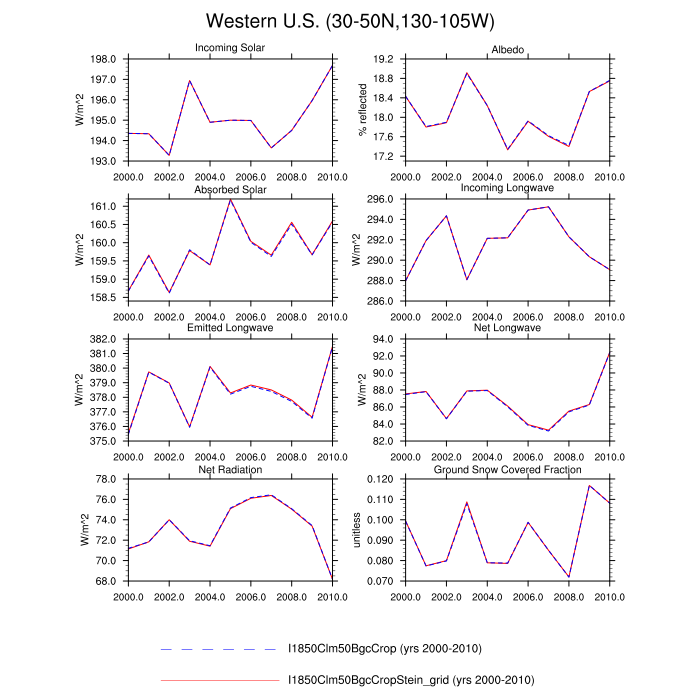 Western U.S. (30-50N,130-105W)
Incoming Solar
W/m^2
198.0
197.0
196.0
195.0
194.0
193.0
2000.0 2002.0 2004.0 2006.0 2008.0 2010.0
Albedo
% reflected
19.2
18.8
18.4
18.0
17.6
17.2
2000.0 2002.0 2004.0 2006.0 2008.0 2010.0
Absorbed Solar
W/m^2
161.0
160.5
160.0
159.5
159.0
158.5
2000.0 2002.0 2004.0 2006.0 2008.0 2010.0
Incoming Longwave
W/m^2
296.0
294.0
292.0
290.0
288.0
286.0
2000.0 2002.0 2004.0 2006.0 2008.0 2010.0
Emitted Longwave
W/m^2
382.0
381.0
380.0
379.0
378.0
377.0
376.0
375.0
2000.0 2002.0 2004.0 2006.0 2008.0 2010.0
Net Longwave
W/m^2
94.0
92.0
90.0
88.0
86.0
84.0
82.0
2000.0 2002.0 2004.0 2006.0 2008.0 2010.0
Net Radiation
W/m^2
78.0
76.0
74.0
72.0
70.0
68.0
2000.0 2002.0 2004.0 2006.0 2008.0 2010.0
Ground Snow Covered Fraction
unitless
0.120
0.110
0.100
0.090
0.080
0.070
2000.0 2002.0 2004.0 2006.0 2008.0 2010.0
I1850Clm50BgcCrop (yrs 2000-2010)
I1850Clm50BgcCropStein_grid (yrs 2000-2010)